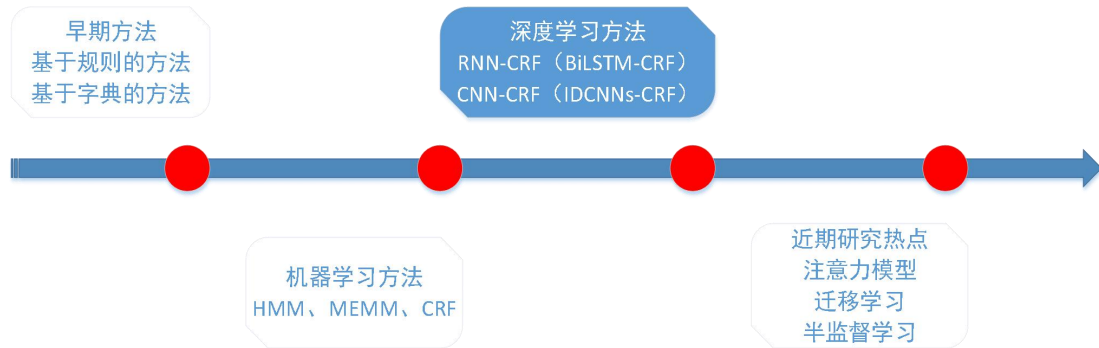 早期方法
基于规则的方法
基于字典的方法
机器学习方法
HMM、MEMM、CRF
深度学习方法
RNN-CRF（BiLSTM-CRF）
CNN-CRF（IDCNNs-CRF）
近期研究热点
注意力模型
迁移学习
半监督学习